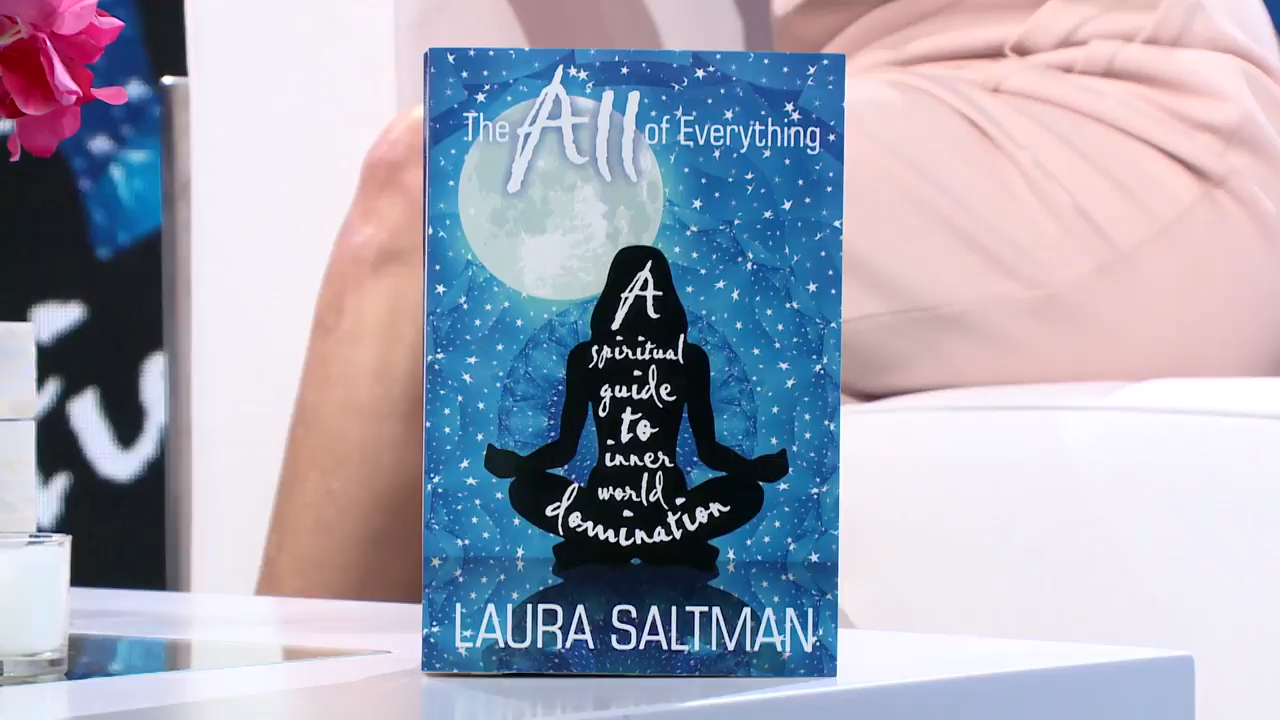 The All of Everything
A
spiritual
guide
to
inner
world
domination
LAURA SALTMAN